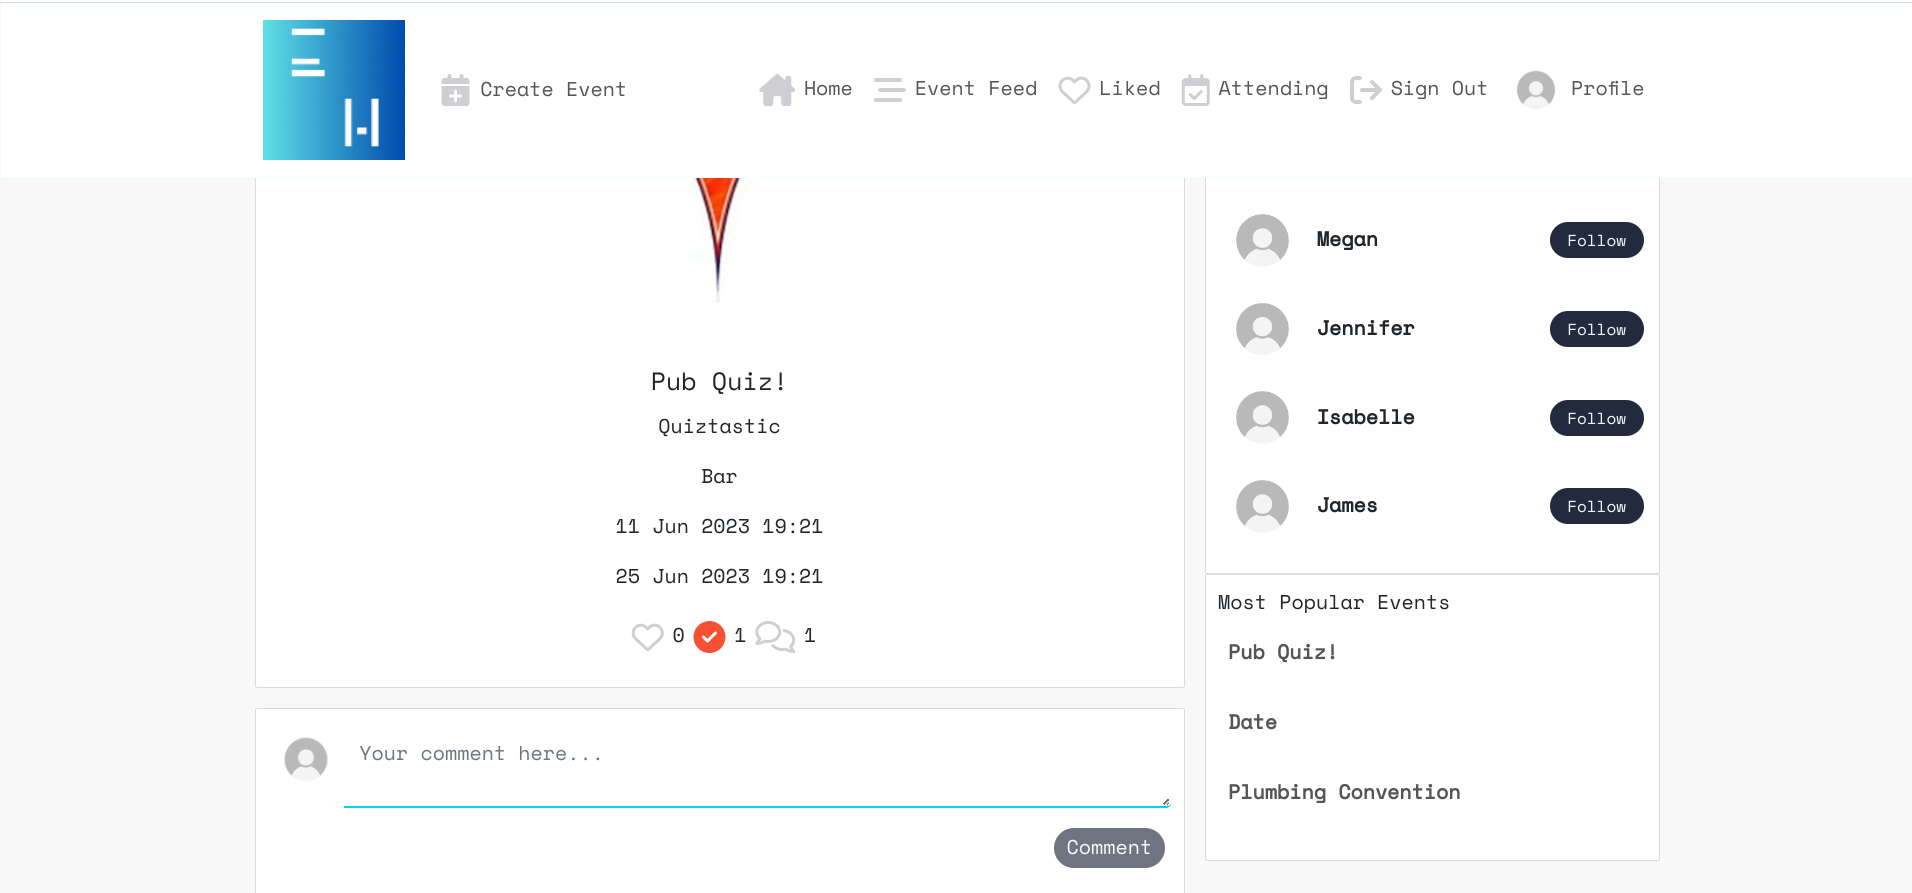 Create Event
Home
Event Feed
Liked
Attending
Sign Out
Profile
Pub Quiz!
Quiztastic
Bar
11 Jun 2023 19:21
25 Jun 2023 19:21
0 1 1
Your comment here...
Comment
Megan
Follow
Jennifer
Follow
Isabelle
Follow
James
Follow
Most Popular Events
Pub Quiz!
Date
Plumbing Convention